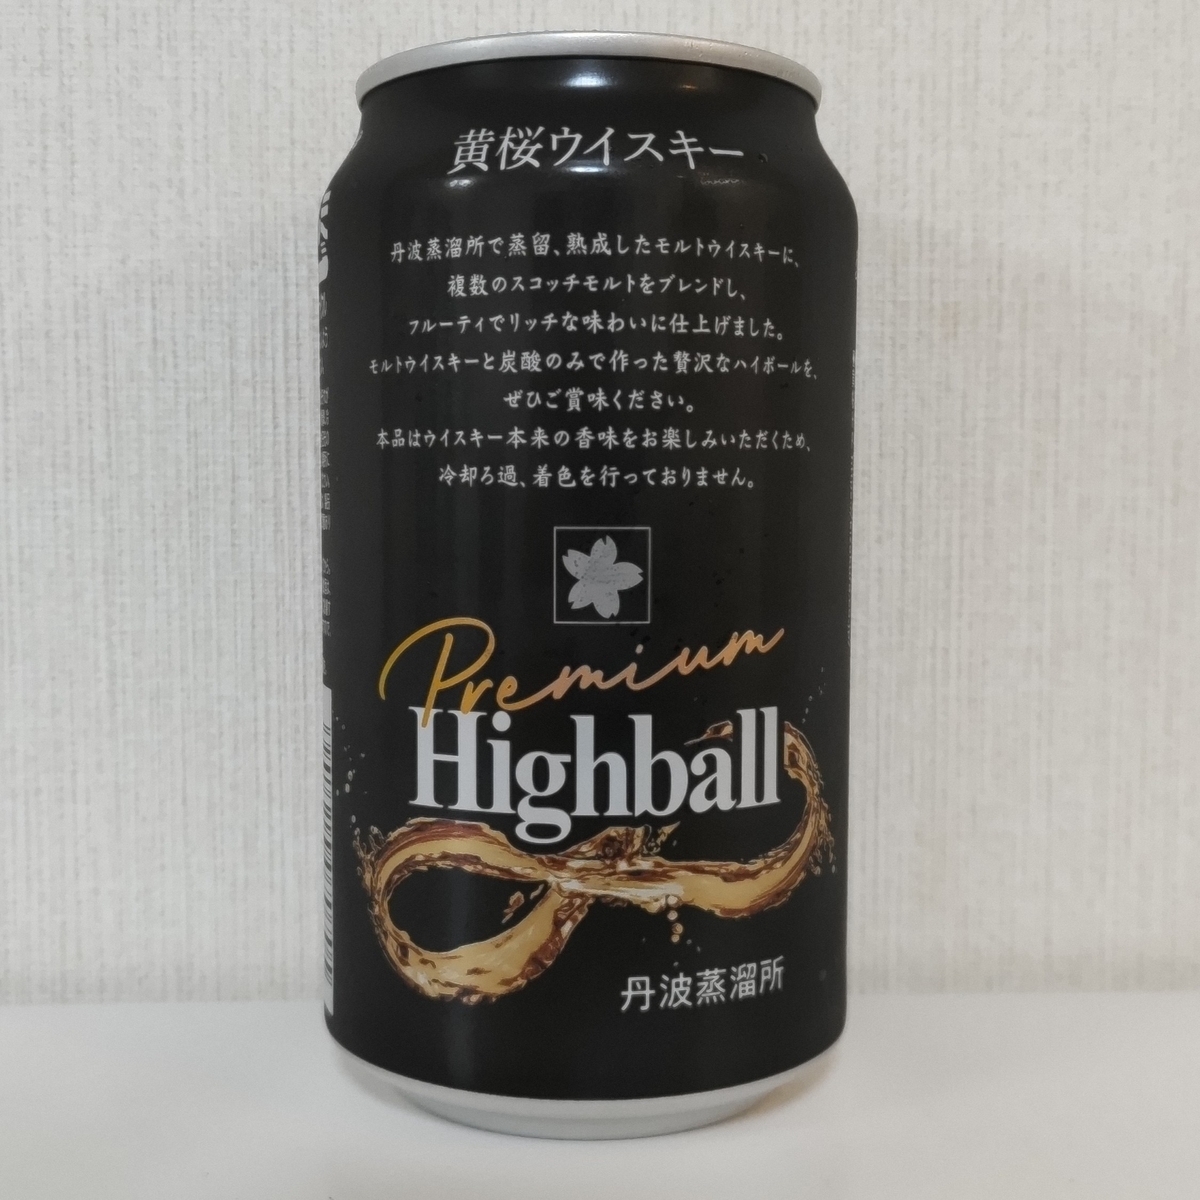 黄桜ウイスキー
丹波蒸溜所で蒸留、熟成したモルトウイスキーに、
複数のスコッチモルトをブレンドし、
フルーティでリッチな味わいに仕上げました。
モルトウイスキーと炭酸のみで作った贅沢なハイボールを、
ぜひご賞味ください。
本品はウイスキー本来の香味をお楽しみいただくため、
冷却ろ過、着色を行っておりません。
Premium
Highball
丹波蒸溜所